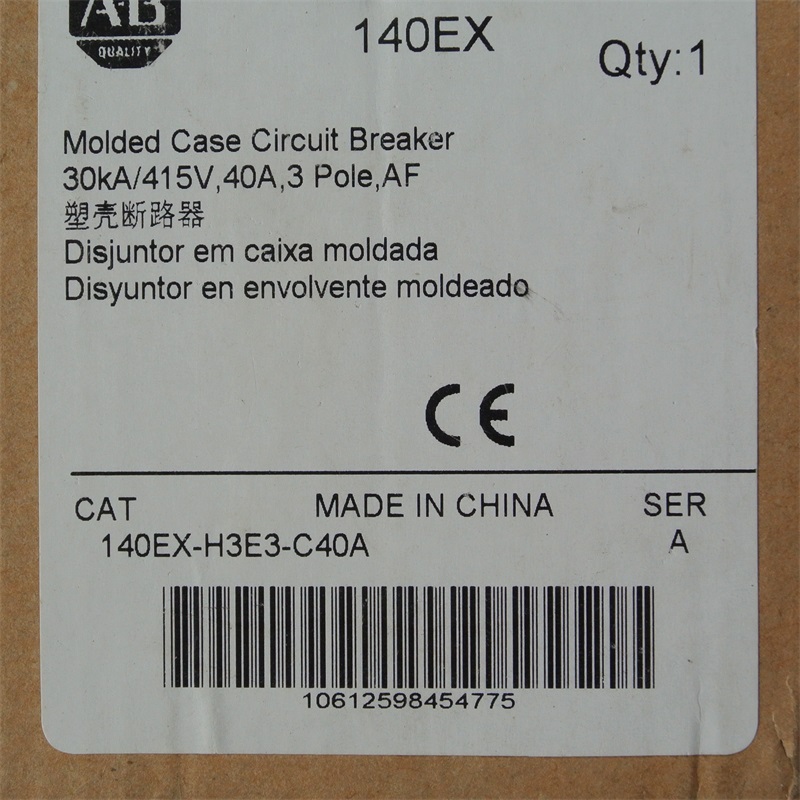 AB
QUALITY
140EX
Qty:1
Molded Case Circuit Breaker
30kA/415V,40A,3 Pole,AF
塑壳断路器
Disjuntor em caixa moldada
Disyuntor en envolvente moldeado
CE
CAT MADE IN CHINA SER
140EX-H3E3-C40A A
10612598454775